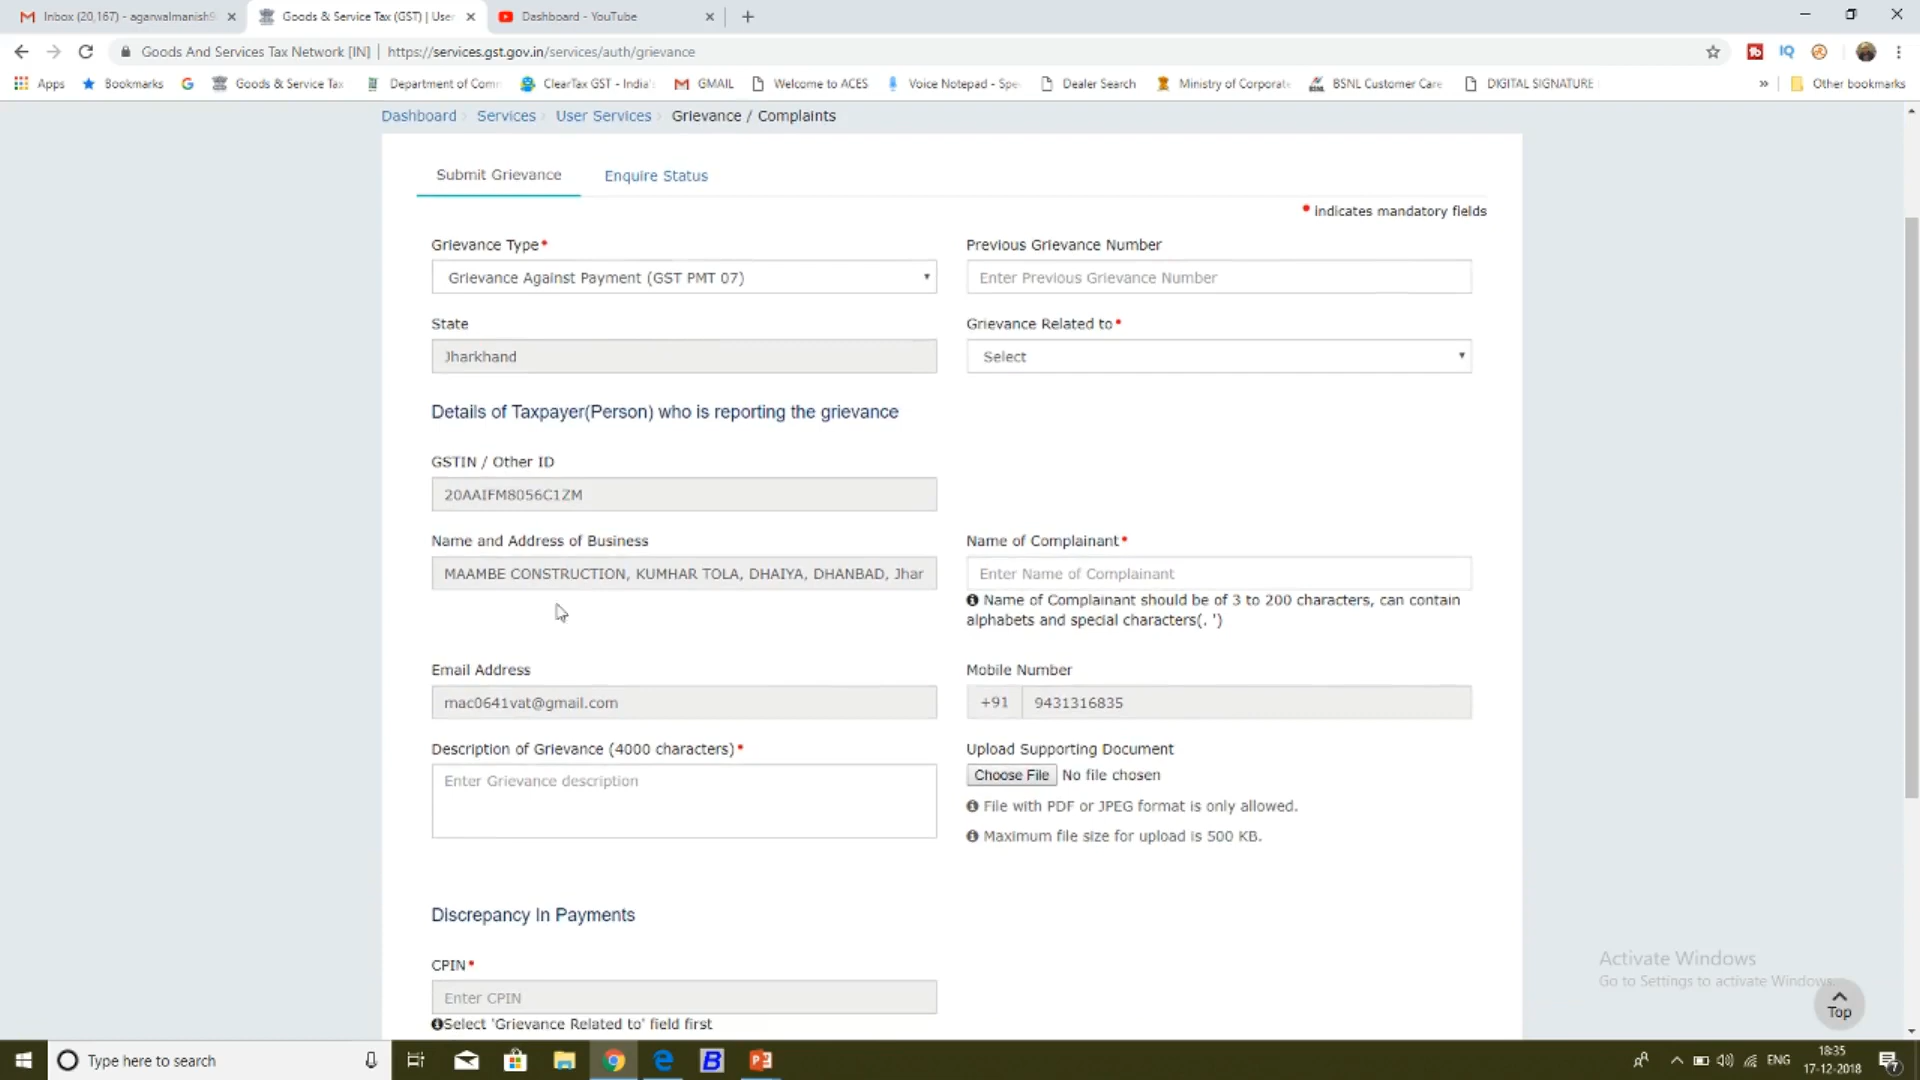 Inbox (20,167) - agarwalmanish9
Goods & Service Tax (GST) | User
Dashboard - YouTube
Goods And Services Tax Network [IN] | https://services.gst.gov.in/services/auth/grievance
Apps Bookmarks Goods & Service Tax Department of Comm ClearTax GST - India's GMAIL Welcome to ACES Voice Notepad - Spe Dealer Search Ministry of Corporate BSNL Customer Care DIGITAL SIGNATURE » Other bookmarks
Dashboard Services User Services Grievance / Complaints
Submit Grievance Enquire Status
• Indicates mandatory fields
Grievance Type• Previous Grievance Number
Grievance Against Payment (GST PMT 07) Enter Previous Grievance Number
State Grievance Related to•
Jharkhand Select
Details of Taxpayer(Person) who is reporting the grievance
GSTIN / Other ID
20AAIFM8056C1ZM
Name and Address of Business Name of Complainant•
MAAMBE CONSTRUCTION, KUMHAR TOLA, DHAIYA, DHANBAD, Jhar Enter Name of Complainant
Name of Complainant should be of 3 to 200 characters, can contain
alphabets and special characters(. ')
Email Address Mobile Number
mac0641vat@gmail.com +91 9431316835
Description of Grievance (4000 characters)• Upload Supporting Document
Enter Grievance description Choose File No file chosen
File with PDF or JPEG format is only allowed.
Maximum file size for upload is 500 KB.
Discrepancy In Payments
CPIN•
Enter CPIN
Select 'Grievance Related to' field first
Activate Windows
Go to Settings to activate Windows.
Top
Type here to search
ENG
18:35
17-12-2018
7